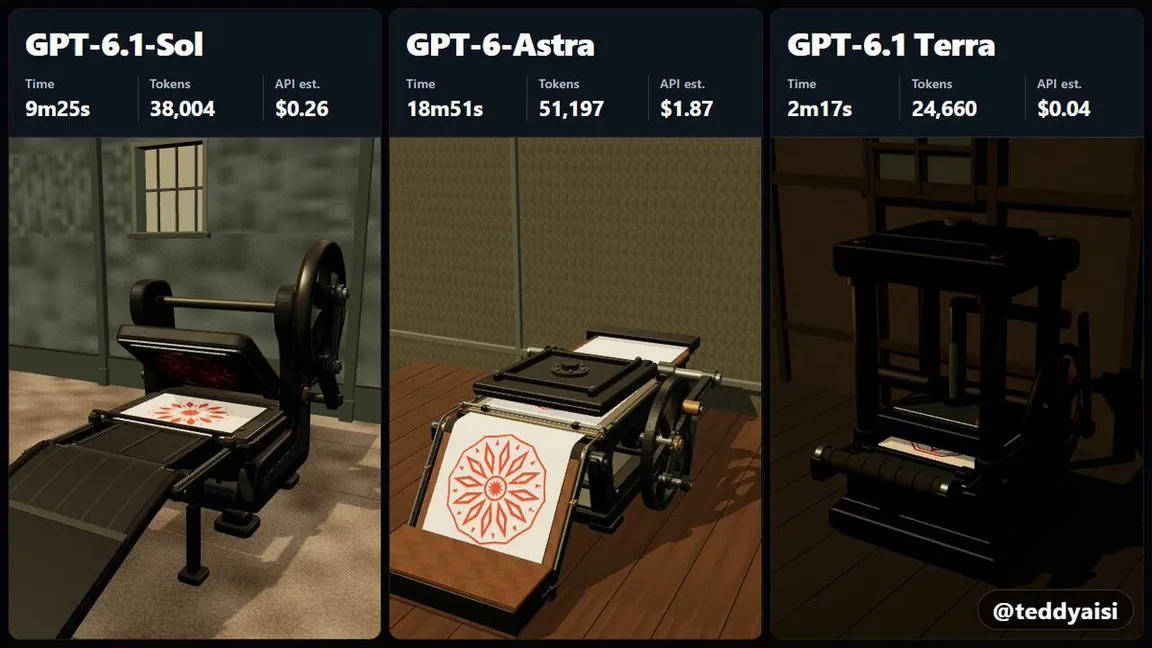 GPT-6.1-Sol
Time
Tokens
API est.
9m25s
38,004
$0.26
GPT-6-Astra
Time
Tokens
API est.
18m51s
51,197
$1.87
GPT-6.1 Terra
Time
Tokens
API est.
2m17s
24,660
$0.04
@teddyaisi